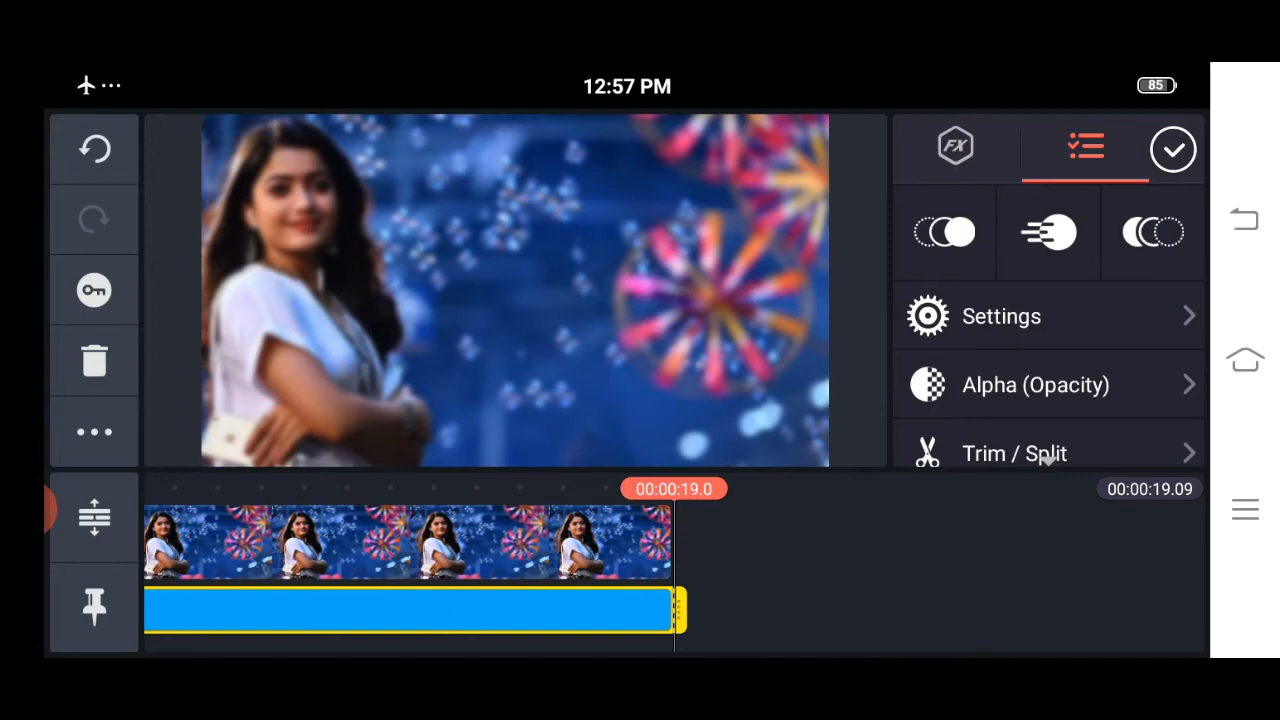 12:57 PM
85
FX
Settings
Alpha (Opacity)
Trim / Split
00:00:19.0
00:00:19.09